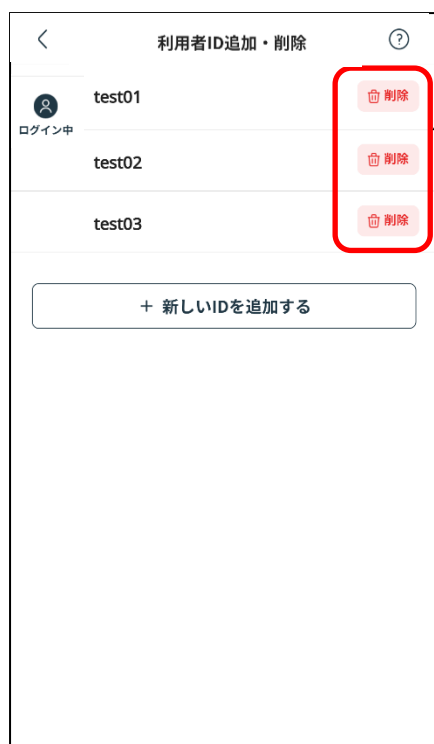 利用者ID追加・削除
test01
削除
ログイン中
test02
削除
test03
削除
+ 新しいIDを追加する